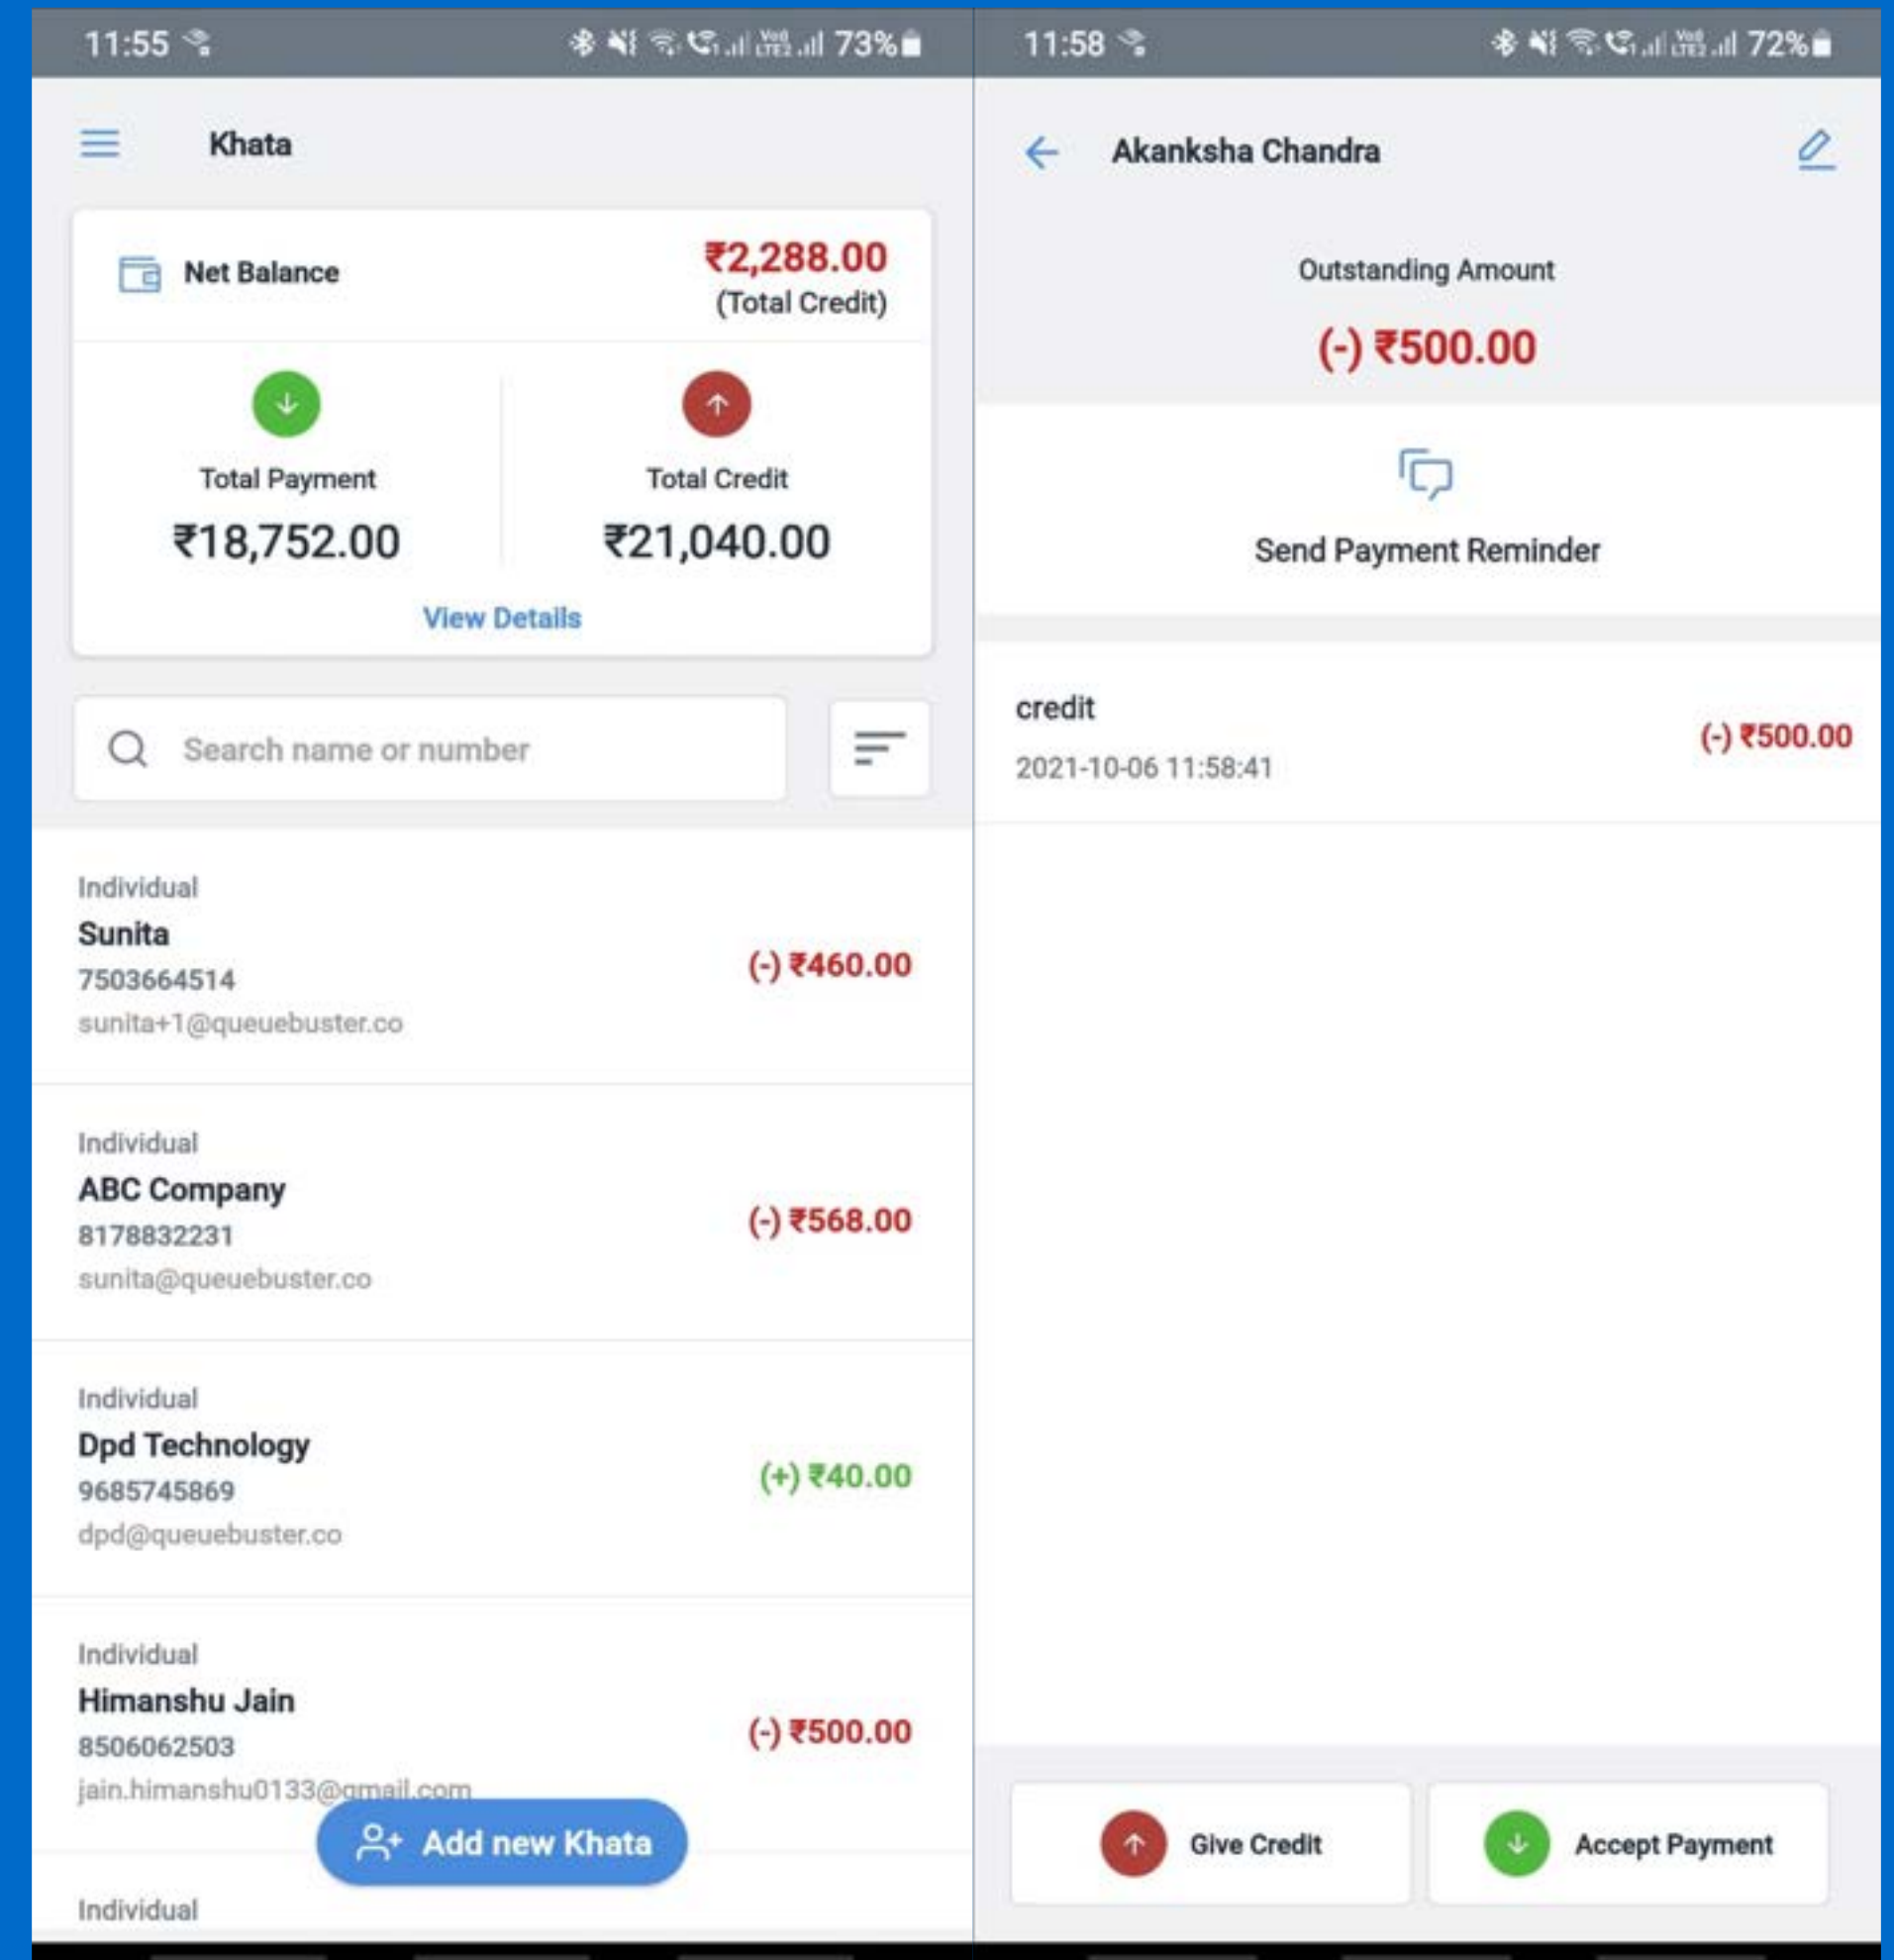 11:55
73%
Khata
Net Balance
₹2,288.00
(Total Credit)
Total Payment
Total Credit
₹18,752.00
₹21,040.00
View Details
Search name or number
Individual
Sunita
7503664514
sunita+1@queuebuster.co
(-) ₹460.00
Individual
ABC Company
8178832231
sunita@queuebuster.co
(-) ₹568.00
Individual
Dpd Technology
9685745869
dpd@queuebuster.co
(+) ₹40.00
Individual
Himanshu Jain
8506062503
jain.himanshu0133@gmail.com
(-) ₹500.00
Add new Khata
Individual
11:58
72%
Akanksha Chandra
Outstanding Amount
(-) ₹500.00
Send Payment Reminder
credit
2021-10-06 11:58:41
(-) ₹500.00
Give Credit
Accept Payment